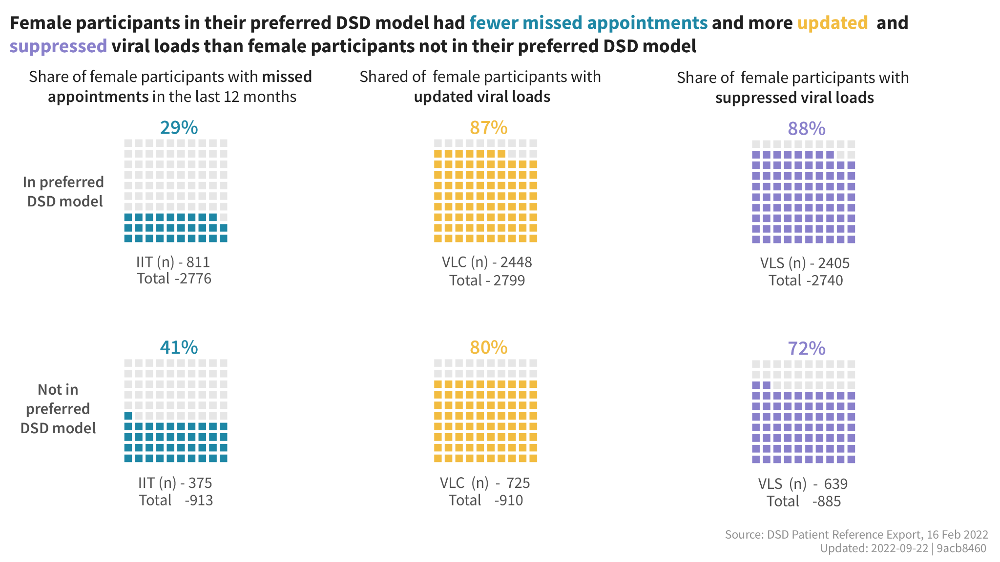 Female participants in their preferred DSD model had fewer missed appointments and more updated and
suppressed viral loads than female participants not in their preferred DSD model
Share of female participants with missed
appointments in the last 12 months
Shared of female participants with
updated viral loads
Share of female participants with
suppressed viral loads
In preferred
DSD model
29%
IIT (n) - 811
Total -2776
87%
VLC (n) - 2448
Total - 2799
88%
VLS (n) - 2405
Total -2740
Not in
preferred
DSD model
41%
IIT (n) - 375
Total -913
80%
VLC (n) - 725
Total -910
72%
VLS (n) - 639
Total -885
Source: DSD Patient Reference Export, 16 Feb 2022
Updated: 2022-09-22 | 9acb8460